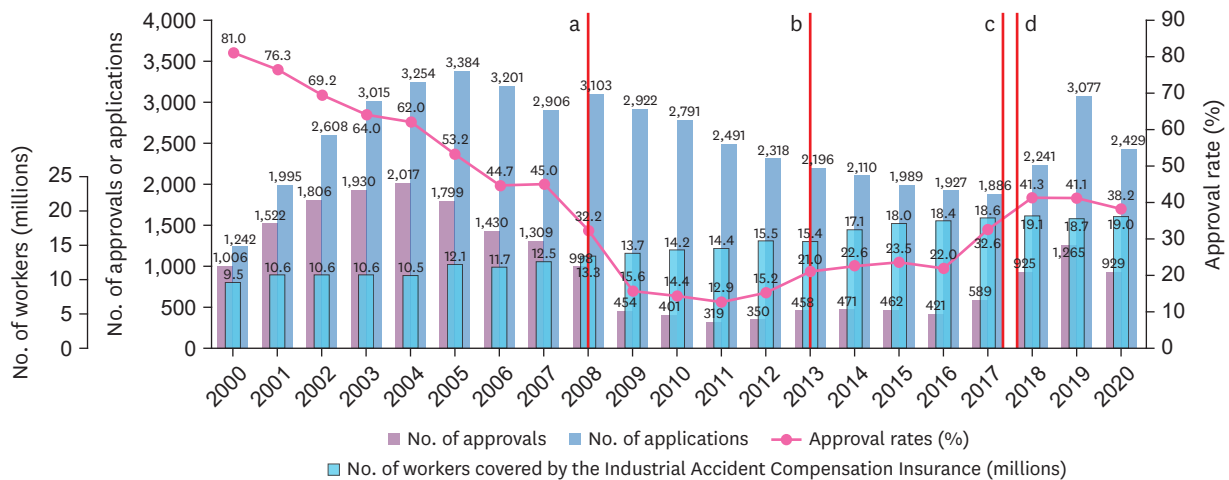 No. of workers (millions)
25
20
15
10
5
0
No. of approvals or applications
4,000
3,500
3,000
2,500
2,000
1,500
1,000
500
0
a b c d
81.0 76.3 69.2 64.0 62.0 53.2 44.7 45.0 32.2 15.6 14.4 12.9 15.2 21.0 22.6 23.5 22.0 32.6 41.3 41.1 38.2
1,242 1,995 2,608 3,015 3,254 3,384 3,201 2,906 3,103 2,922 2,791 2,491 2,318 2,196 2,110 1,989 1,927 1,886 2,241 3,077 2,429
1,006 1,522 1,806 1,930 2,017 1,799 1,430 1,309 998 454 401 319 350 458 471 462 421 589 925 1,265 929
9.5 10.6 10.6 10.6 10.5 12.1 11.7 12.5 13.3 13.7 14.2 14.4 15.5 15.4 17.1 18.0 18.4 18.6 19.1 18.7 19.0
90
80
70
60
50
40
30
20
10
0
Approval rate (%)
2000 2001 2002 2003 2004 2005 2006 2007 2008 2009 2010 2011 2012 2013 2014 2015 2016 2017 2018 2019 2020
No. of approvals No. of applications Approval rates (%)
No. of workers covered by the Industrial Accident Compensation Insurance (millions)